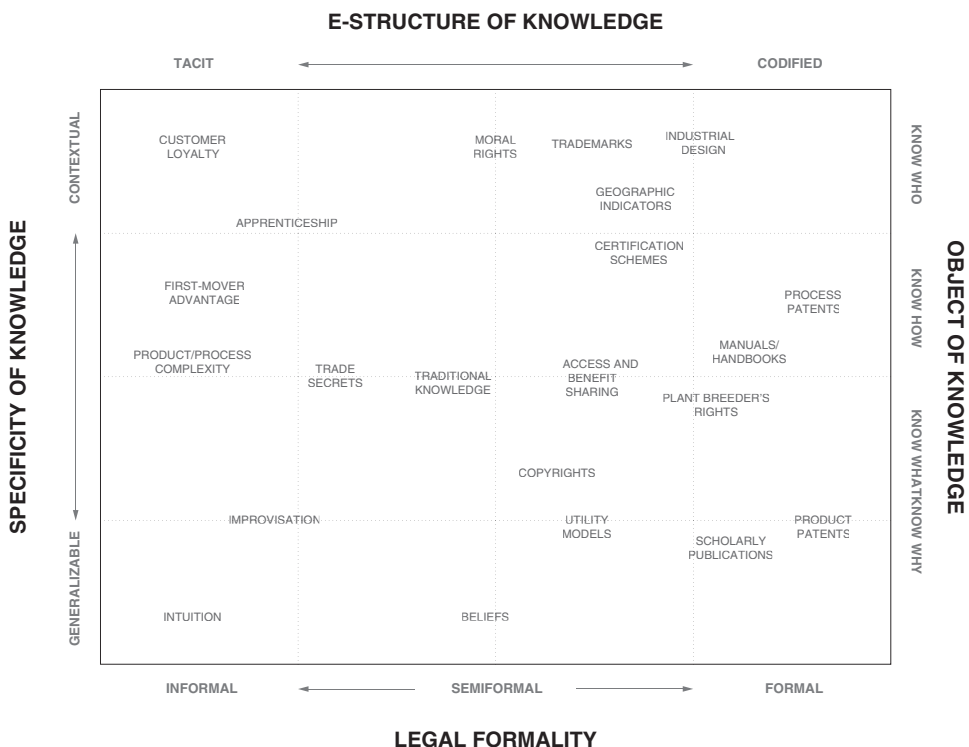 E-STRUCTURE OF KNOWLEDGE
TACIT
CODIFIED
SPECIFICITY OF KNOWLEDGE
CONTEXTUAL
GENERALIZABLE
CUSTOMER
LOYALTY
MORAL
RIGHTS
TRADEMARKS
INDUSTRIAL
DESIGN
GEOGRAPHIC
INDICATORS
APPRENTICESHIP
CERTIFICATION
SCHEMES
FIRST-MOVER
ADVANTAGE
PROCESS
PATENTS
PRODUCT/PROCESS
COMPLEXITY
TRADE
SECRETS
TRADITIONAL
KNOWLEDGE
ACCESS AND
BENEFIT
SHARING
MANUALS/
HANDBOOKS
PLANT BREEDER'S
RIGHTS
COPYRIGHTS
IMPROVISATION
UTILITY
MODELS
SCHOLARLY
PUBLICATIONS
PRODUCT
PATENTS
INTUITION
BELIEFS
KNOW WHO
KNOW HOW
KNOW WHATKNOW WHY
OBJECT OF KNOWLEDGE
INFORMAL
SEMIFORMAL
FORMAL
LEGAL FORMALITY